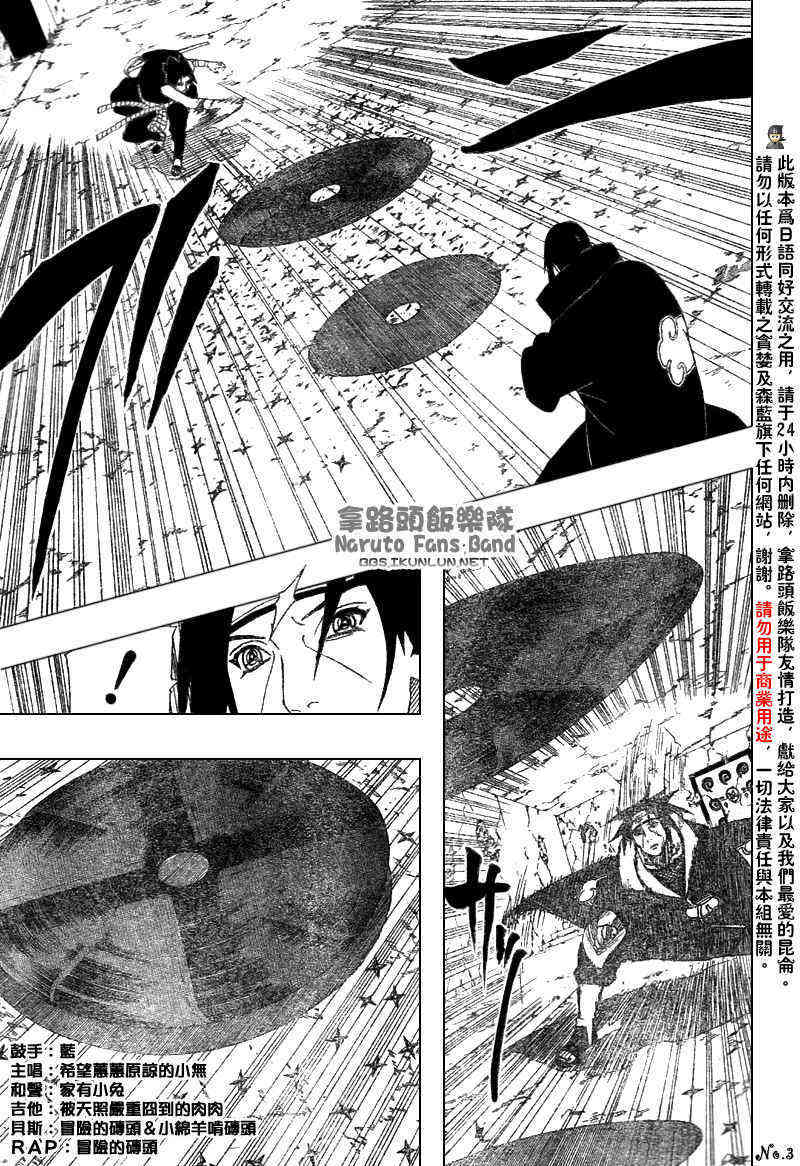 此版本爲日語同好交流之用，請于24小時内刪除，拿路頭飯樂隊友情打造，獻給大家以及我們最愛的昆侖。
請勿以任何形式轉載之貪婪及森藍旗下任何網站，謝謝。請勿用于商業用途，一切法律責任與本組無關。
拿路頭飯樂隊
Naruto Fans Band
BBS.IKUNLUN.NET
！
ザッ
鼓手：藍
主唱：希望蔥蔥原諒的小無
和聲：家有小兔
吉他：被天照嚴重囧到的肉肉
貝斯：冒險的磚頭＆小綿羊啃磚頭
RAP：冒險的磚頭
No.3